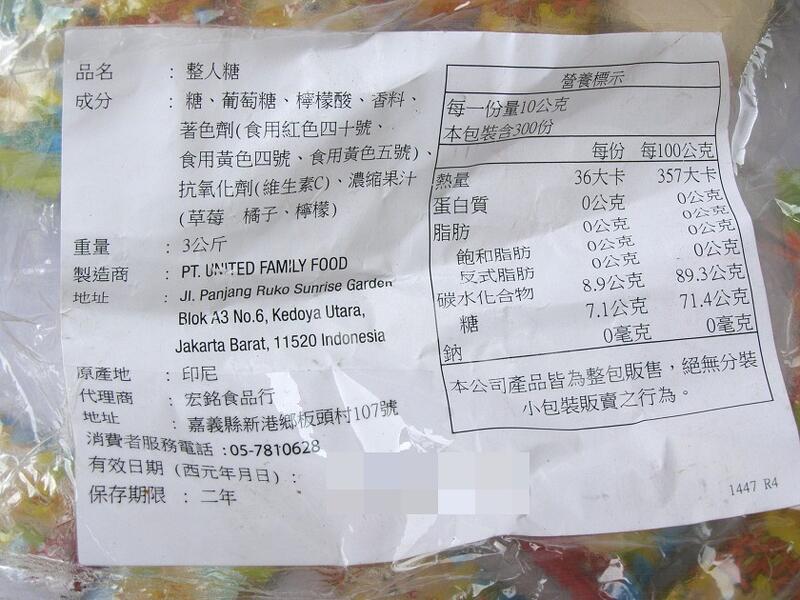 品名 : 整人糖
成分 : 糖、葡萄糖、檸檬酸、香料、
著色劑(食用紅色四十號、
食用黃色四號、食用黃色五號)、
抗氧化劑(維生素C)、濃縮果汁
(草莓 橘子、檸檬)
重量 : 3公斤
製造商 : PT. UNITED FAMILY FOOD
地址 : Jl. Panjang Ruko Sunrise Garden
Blok A3 No.6, Kedoya Utara,
Jakarta Barat, 11520 Indonesia
原產地 : 印尼
代理商 : 宏銘食品行
地址 : 嘉義縣新港鄉板頭村107號
消費者服務電話 :05-7810628
有效日期 (西元年月日) :
保存期限 : 二年
營養標示
每一份量10公克
本包裝含300份
每份 每100公克
熱量 36大卡 357大卡
蛋白質 0公克 0公克
脂肪 0公克 0公克
飽和脂肪 0公克 0公克
反式脂肪 0公克 0公克
碳水化合物 8.9公克 89.3公克
糖 7.1公克 71.4公克
鈉 0毫克 0毫克
本公司產品皆為整包販售，絕無分裝
小包裝販賣之行為。
1447 R4